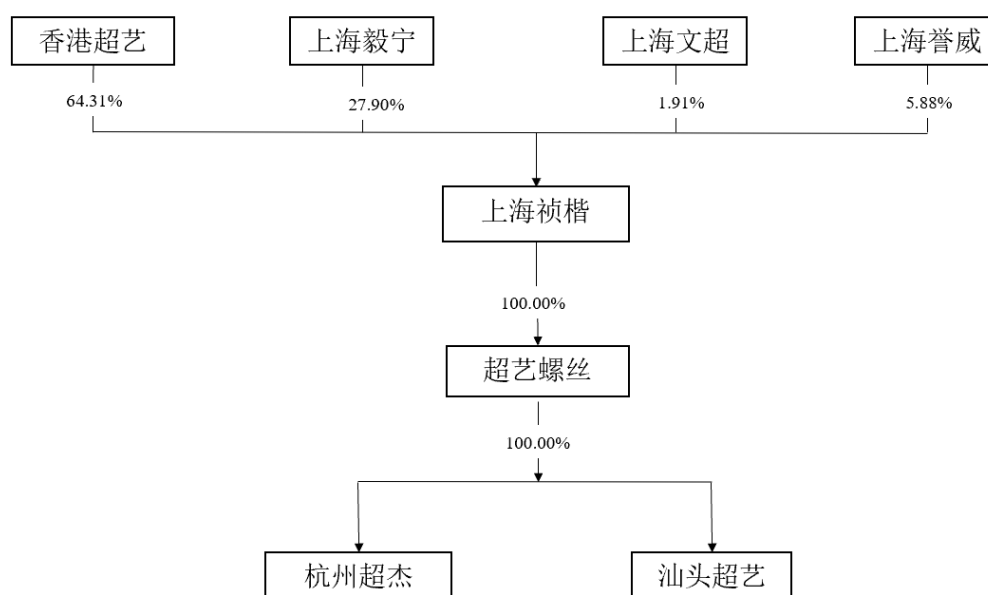 香港超艺
上海毅宁
上海文超
上海誉威
64.31%
27.90%
1.91%
5.88%
上海祯楷
100.00%
超艺螺丝
100.00%
杭州超杰
汕头超艺